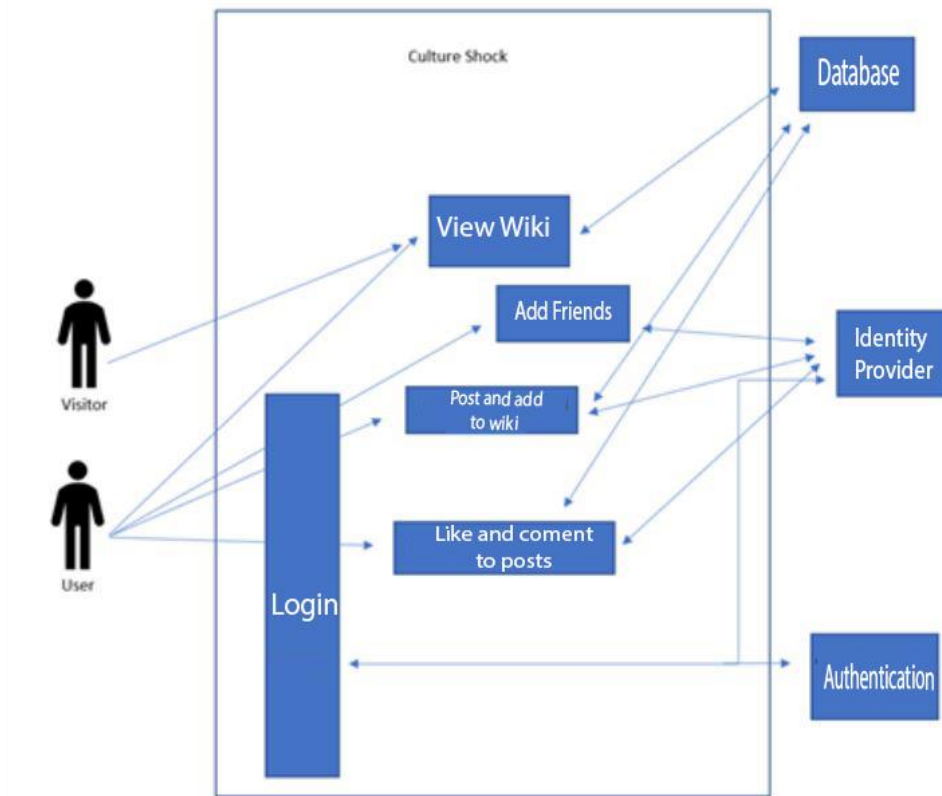 Culture Shock
Database
View Wiki
Add Friends
Identity
Provider
Visitor
Post and add
to wiki
User
Like and coment
to posts
Login
Authentication